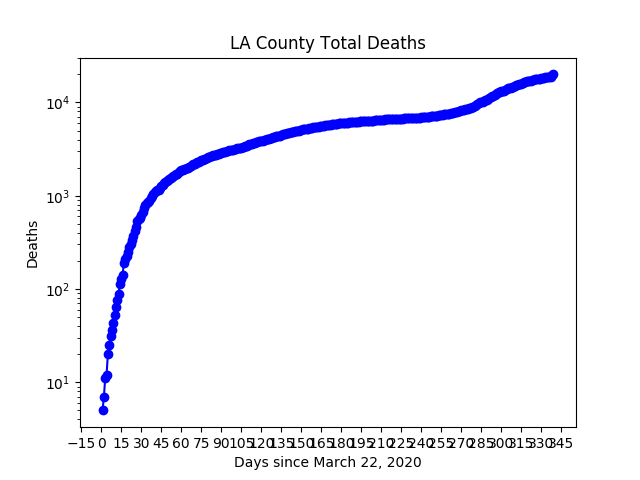 LA County Total Deaths
Deaths
10⁴
10³
10²
10¹
−15 0 15 30 45 60 75 90 105 120 135 150 165 180 195 210 225 240 255 270 285 300 315 330 345
Days since March 22, 2020